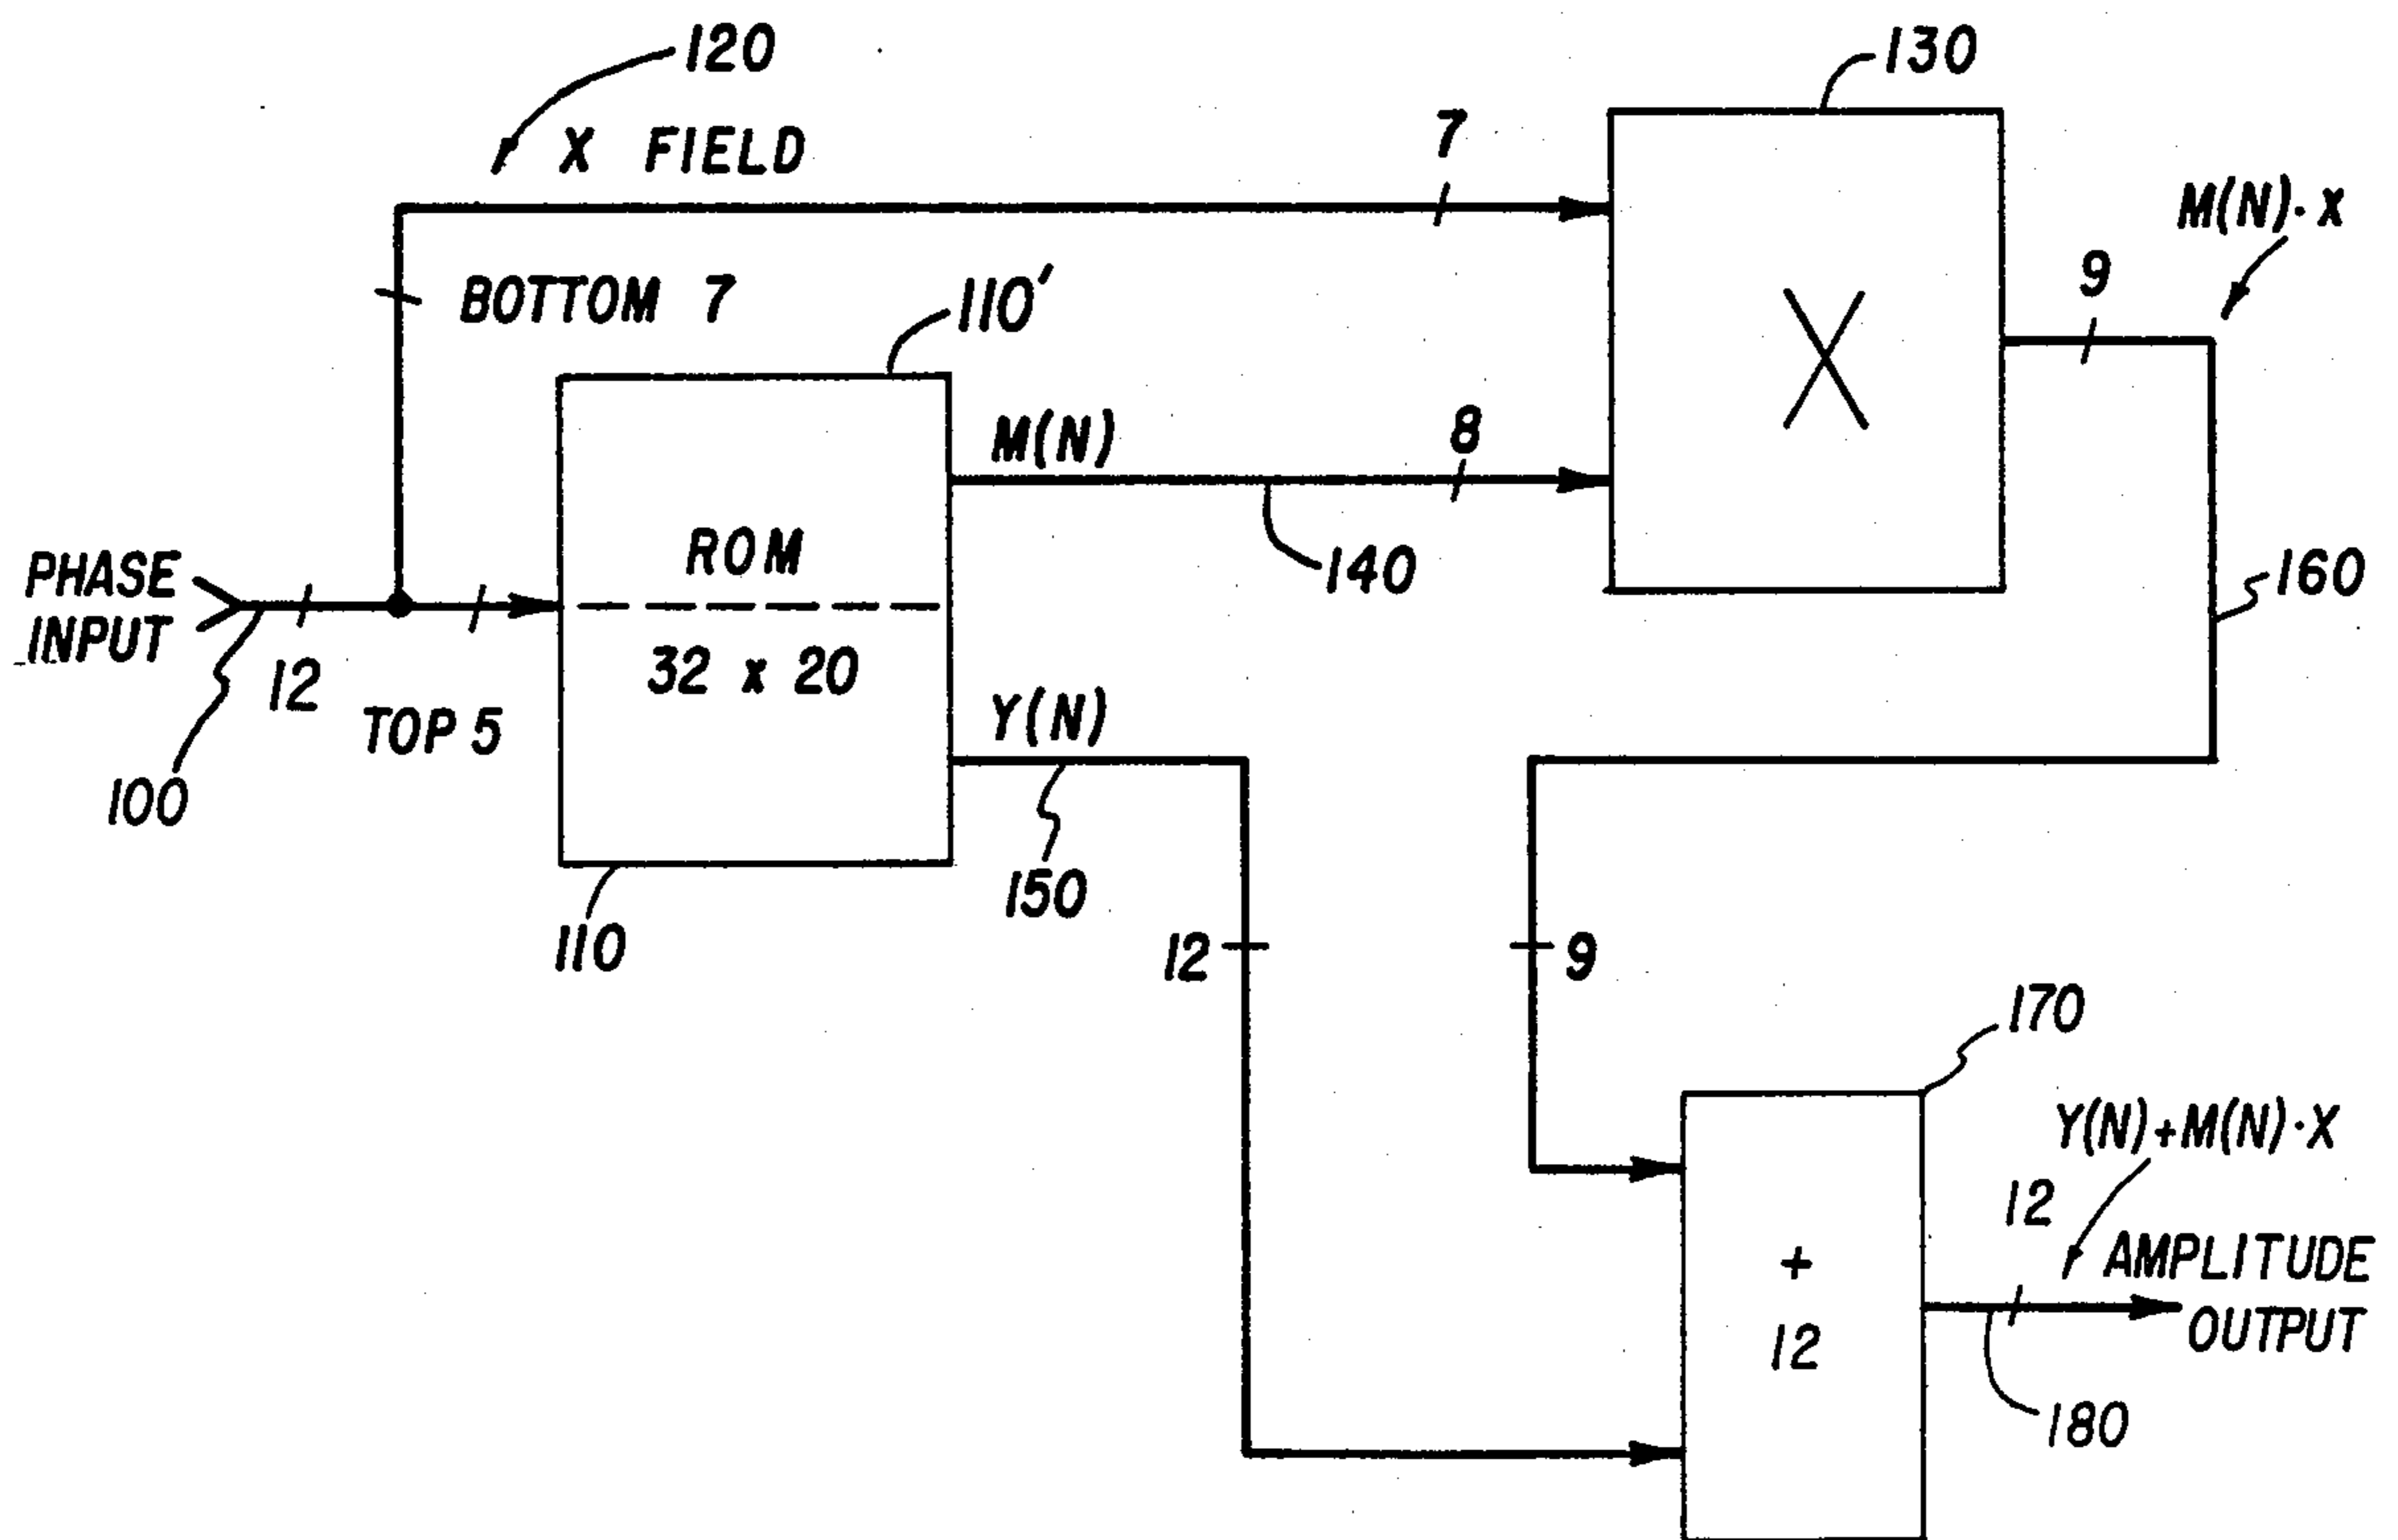 120
130
X FIELD
7
M(N)·X
BOTTOM 7
110'
9
X
M(N)
8
ROM
140
160
PHASE
INPUT
32 x 20
12
TOP 5
Y(N)
100
150
110
12
9
170
Y(N)+M(N)·X
12
+
12
AMPLITUDE
OUTPUT
180